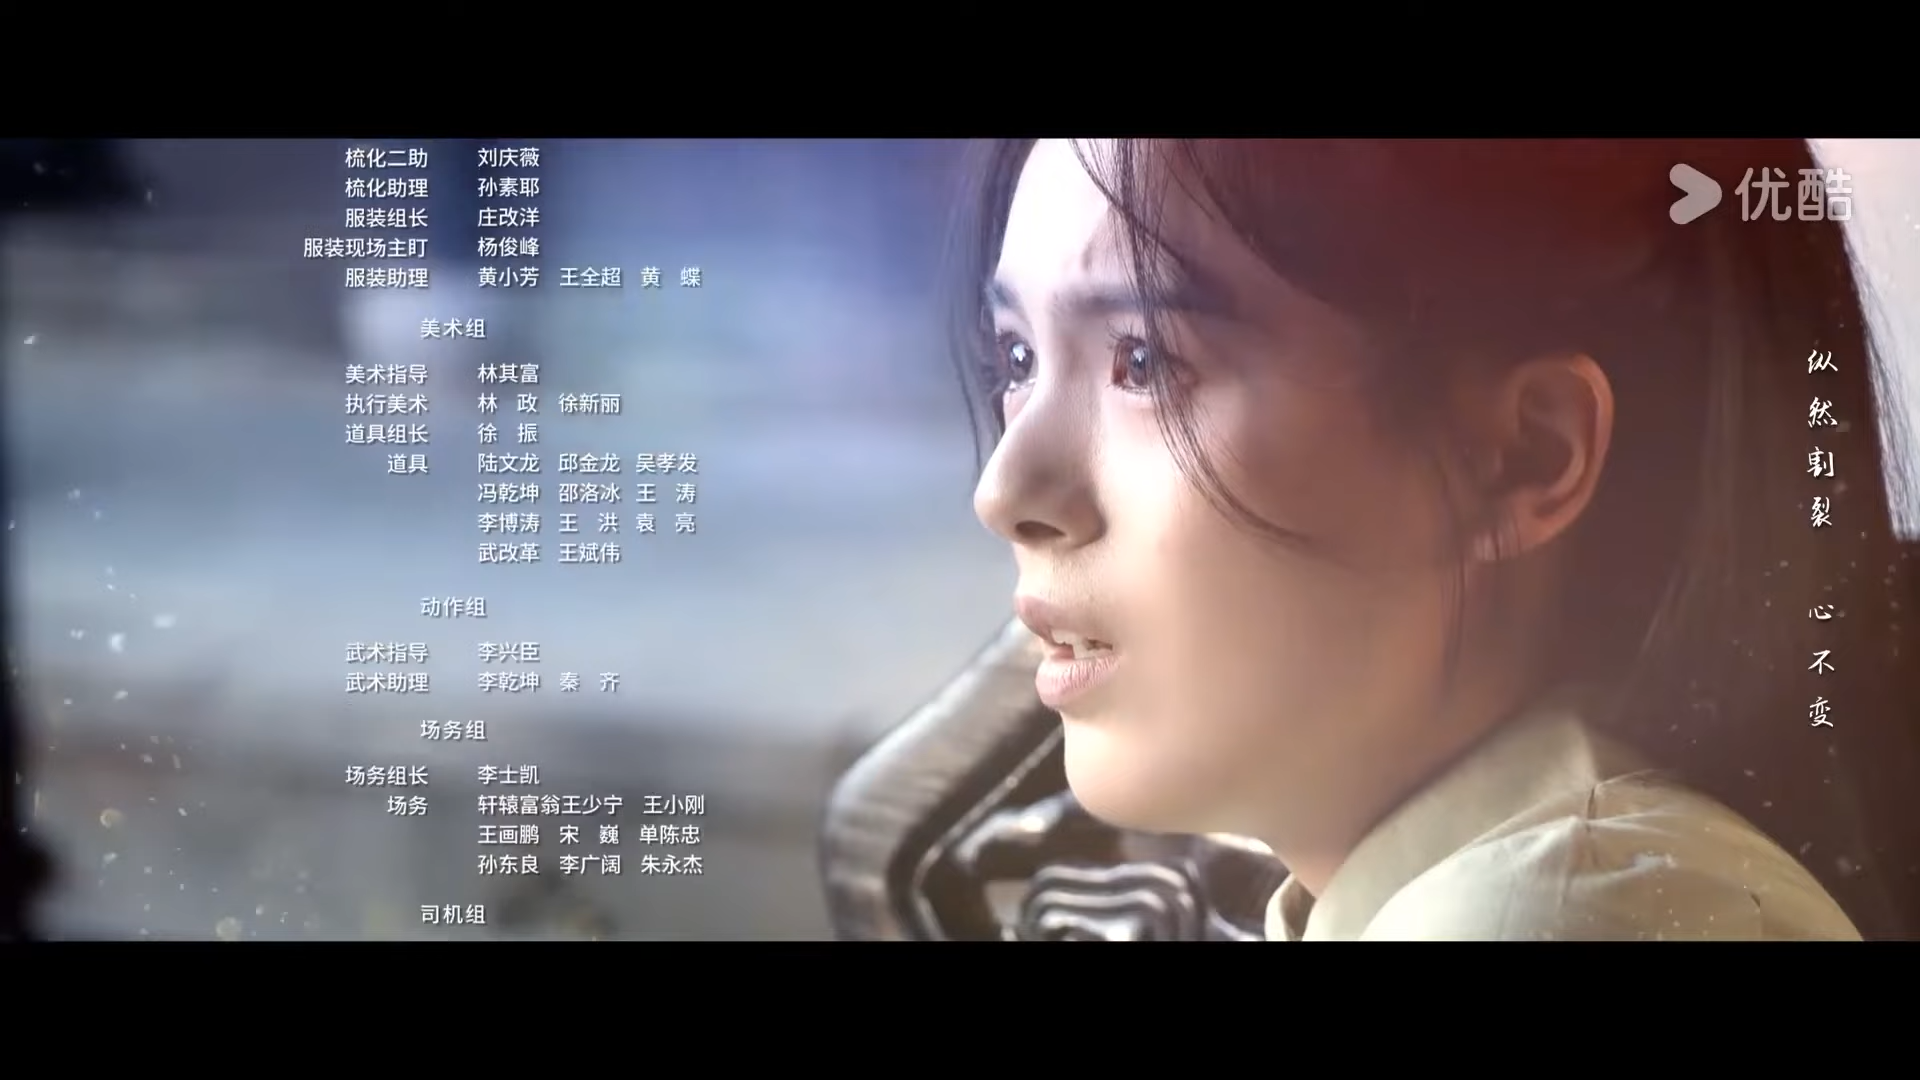 梳化二助 刘庆薇
梳化助理 孙素耶
服装组长 庄改洋
服装现场主盯 杨俊峰
服装助理 黄小芳 王全超 黄 蝶
美术组
美术指导 林其富
执行美术 林 政 徐新丽
道具组长 徐 振
道具 陆文龙 邱金龙 吴孝发
冯乾坤 邵洛冰 王 涛
李博涛 王 洪 袁 亮
武改革 王斌伟
动作组
武术指导 李兴臣
武术助理 李乾坤 秦 齐
场务组
场务组长 李士凯
场务 轩辕富翁 王少宁 王小刚
王画鹏 宋 巍 单陈忠
孙东良 李广阔 朱永杰
司机组
优酷
纵然割裂 心不变